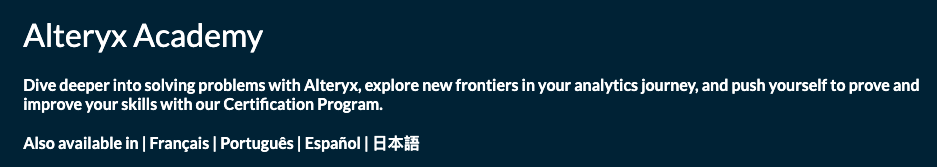 Alteryx Academy
Dive deeper into solving problems with Alteryx, explore new frontiers in your analytics journey, and push yourself to prove and
improve your skills with our Certification Program.
Also available in | Français | Português | Español | 日本語